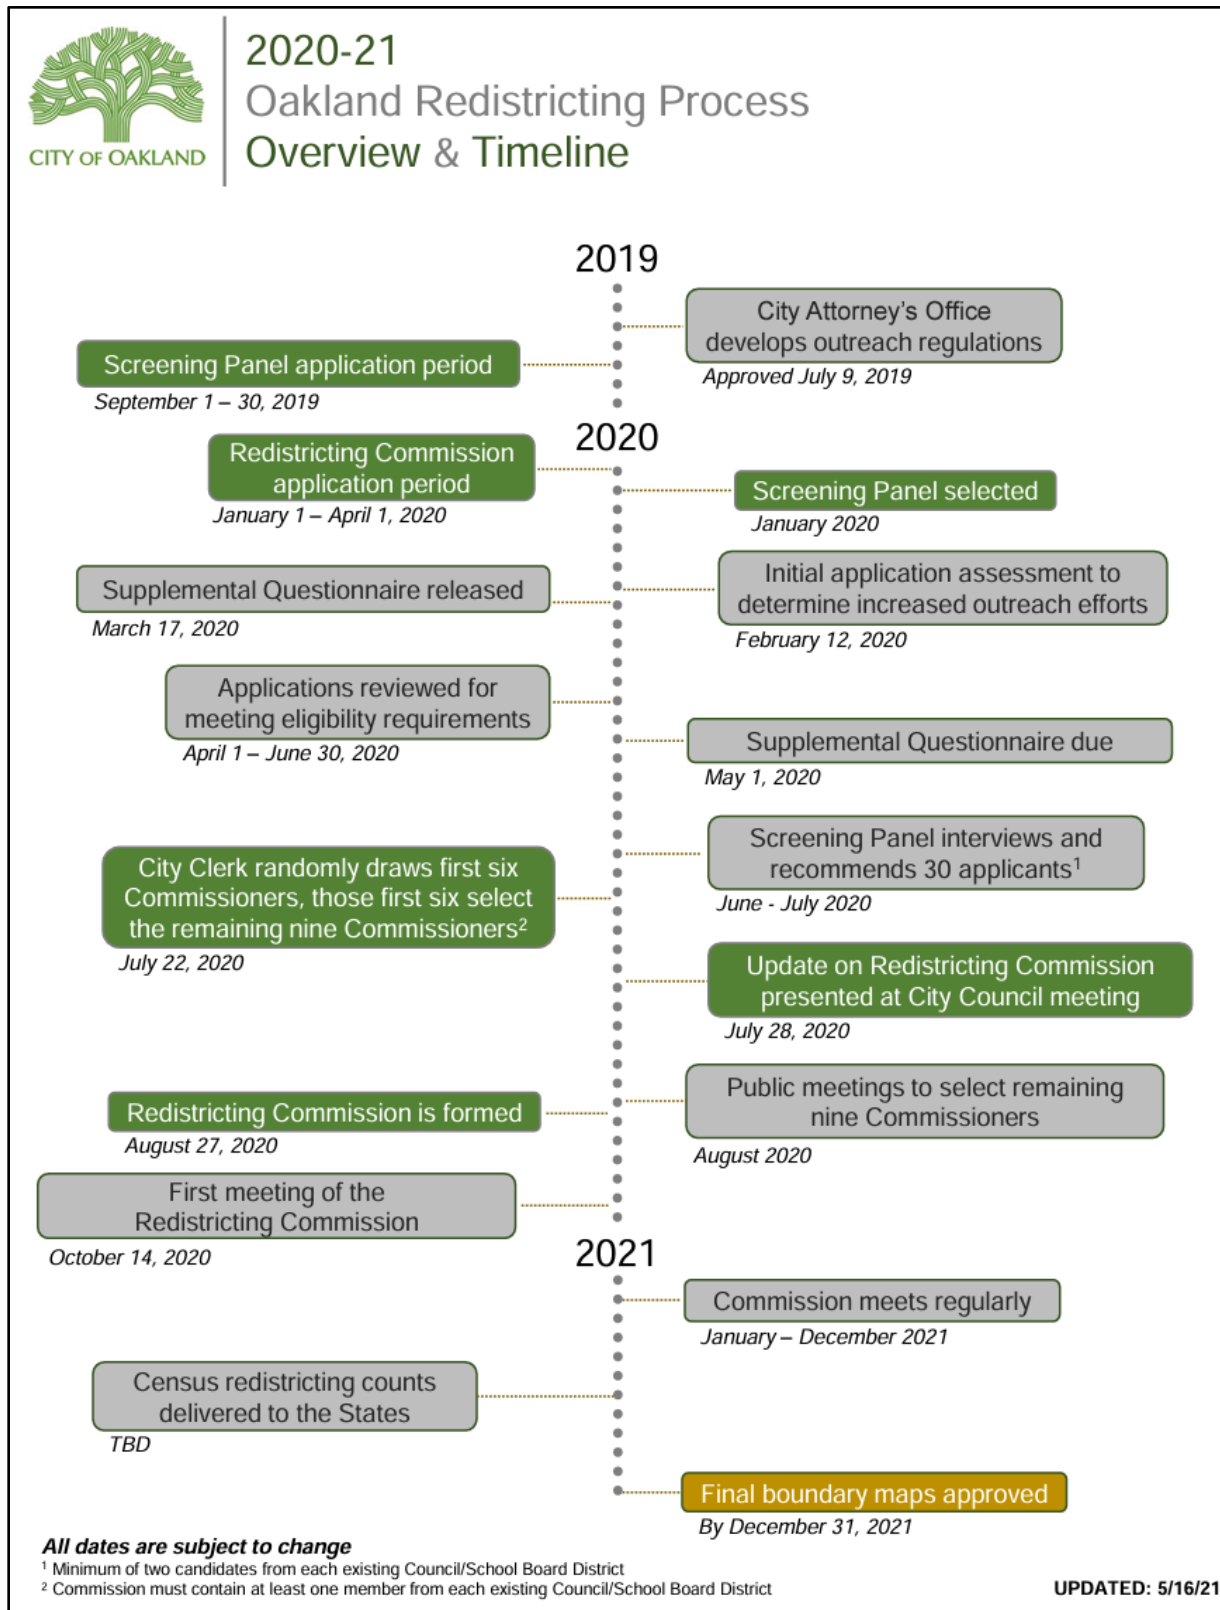 2020-21
Oakland Redistricting Process
Overview & Timeline
CITY OF OAKLAND
2019
City Attorney's Office
develops outreach regulations
Approved July 9, 2019
Screening Panel application period
September 1 – 30, 2019
2020
Redistricting Commission
application period
January 1 – April 1, 2020
Screening Panel selected
January 2020
Initial application assessment to
determine increased outreach efforts
February 12, 2020
Supplemental Questionnaire released
March 17, 2020
Applications reviewed for
meeting eligibility requirements
April 1 – June 30, 2020
Supplemental Questionnaire due
May 1, 2020
Screening Panel interviews and
recommends 30 applicants¹
June - July 2020
City Clerk randomly draws first six
Commissioners, those first six select
the remaining nine Commissioners²
July 22, 2020
Update on Redistricting Commission
presented at City Council meeting
July 28, 2020
Public meetings to select remaining
nine Commissioners
August 2020
Redistricting Commission is formed
August 27, 2020
First meeting of the
Redistricting Commission
October 14, 2020
2021
Commission meets regularly
January – December 2021
Census redistricting counts
delivered to the States
TBD
Final boundary maps approved
By December 31, 2021
All dates are subject to change
¹ Minimum of two candidates from each existing Council/School Board District
² Commission must contain at least one member from each existing Council/School Board District
UPDATED: 5/16/21